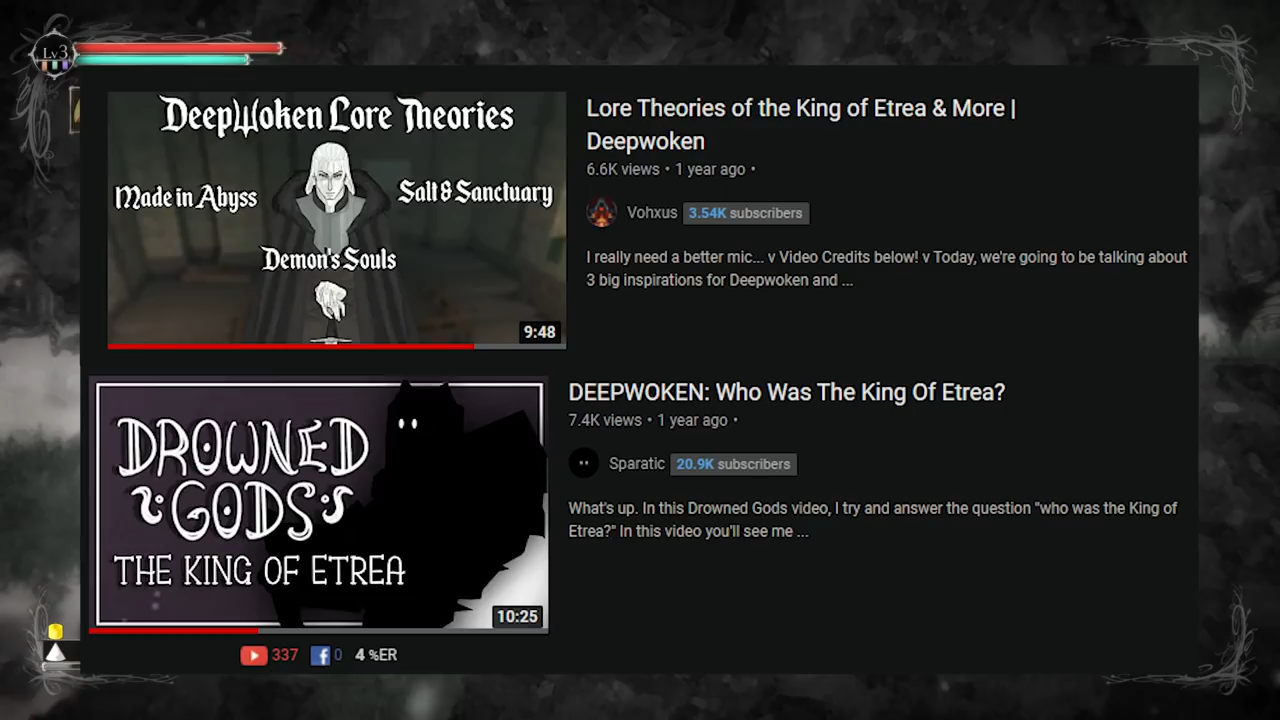 Lv3
DeepWoken Lore Theories
Made in Abyss
Salt & Sanctuary
Demon's Souls
9:48
Lore Theories of the King of Etrea & More |
Deepwoken
6.6K views • 1 year ago •
Vohxus 3.54K subscribers
I really need a better mic... v Video Credits below! v Today, we're going to be talking about
3 big inspirations for Deepwoken and ...
DROWNED
GODS
THE KING OF ETREA
10:25
DEEPWOKEN: Who Was The King Of Etrea?
7.4K views • 1 year ago •
Sparatic 20.9K subscribers
What's up. In this Drowned Gods video, I try and answer the question "who was the King of
Etrea?" In this video you'll see me ...
337 f 0 4 %ER